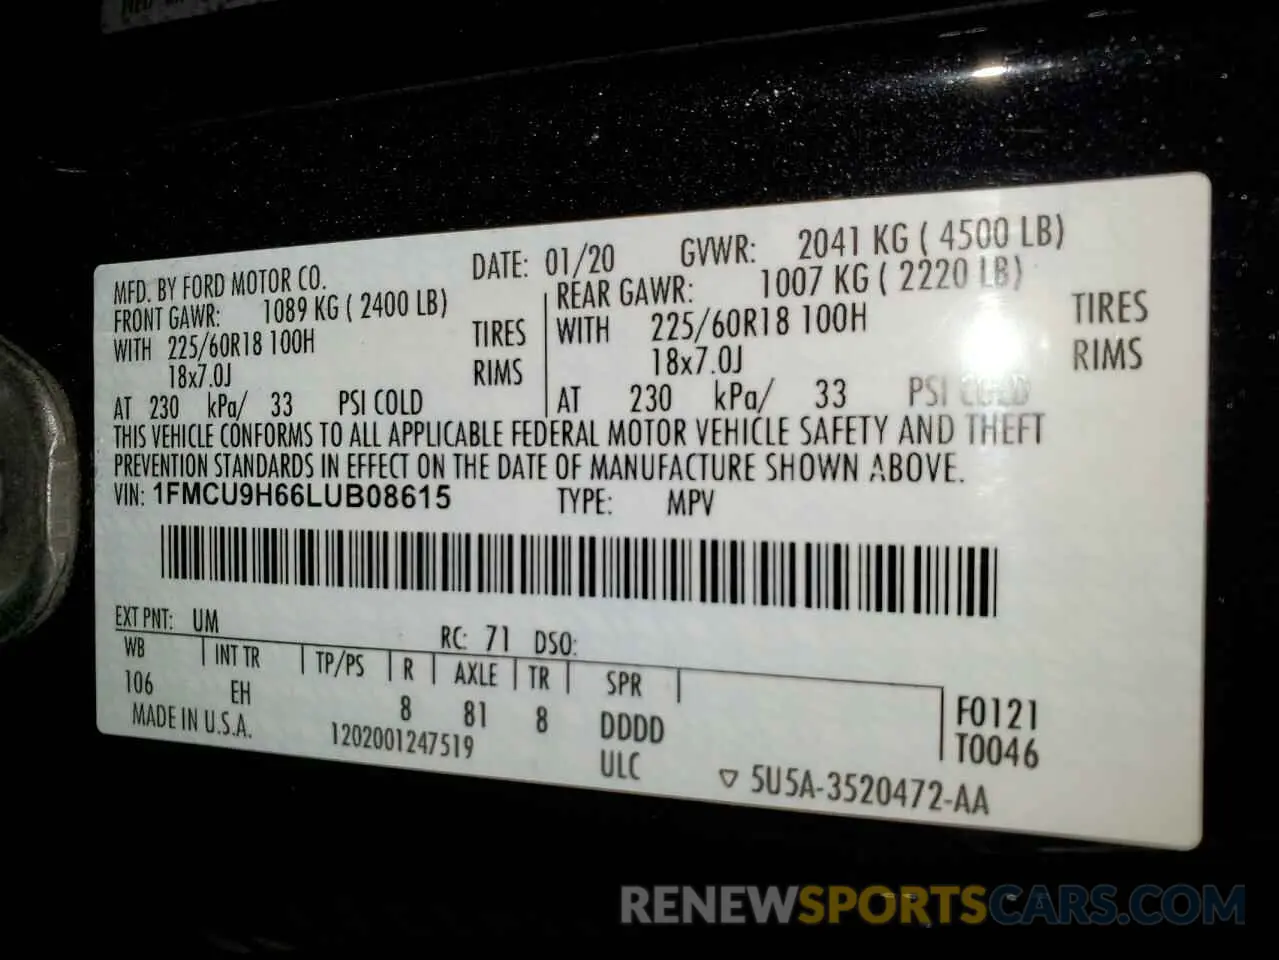 MFD. BY FORD MOTOR CO. DATE: 01/20 GVWR: 2041 KG ( 4500 LB)
FRONT GAWR: 1089 KG ( 2400 LB) REAR GAWR: 1007 KG ( 2220 LB)
WITH 225/60R18 100H TIRES WITH 225/60R18 100H TIRES
18x7.0J RIMS 18x7.0J RIMS
AT 230 kPa/ 33 PSI COLD AT 230 kPa/ 33 PSI COLD
THIS VEHICLE CONFORMS TO ALL APPLICABLE FEDERAL MOTOR VEHICLE SAFETY AND THEFT
PREVENTION STANDARDS IN EFFECT ON THE DATE OF MANUFACTURE SHOWN ABOVE.
VIN: 1FMCU9H66LUB08615 TYPE: MPV
EXT PNT: UM RC: 71 DSO:
WB INT TR TP/PS R AXLE TR SPR
106 EH 8 81 8 DDDD F0121
MADE IN U.S.A. 1202001247519 ULC T0046
▽ 5U5A-3520472-AA
RENEWSPORTSCARS.COM